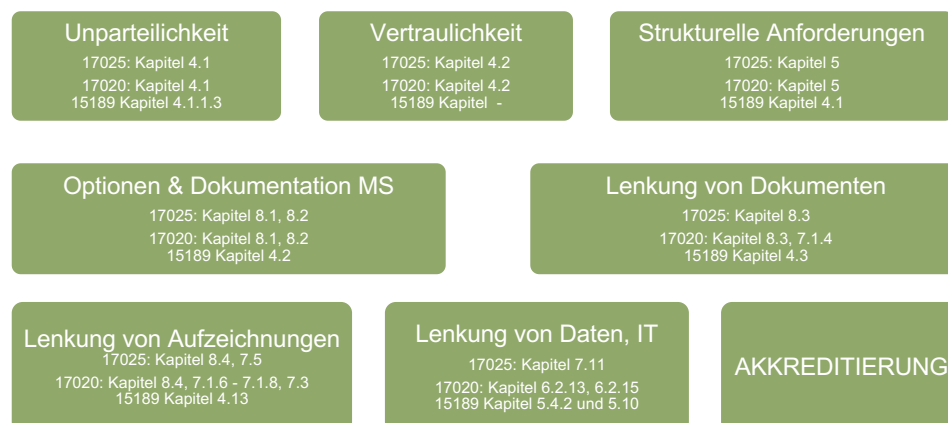 Unparteilichkeit
17025: Kapitel 4.1
17020: Kapitel 4.1
15189 Kapitel 4.1.1.3
Vertraulichkeit
17025: Kapitel 4.2
17020: Kapitel 4.2
15189 Kapitel -
Strukturelle Anforderungen
17025: Kapitel 5
17020: Kapitel 5
15189 Kapitel 4.1
Optionen & Dokumentation MS
17025: Kapitel 8.1, 8.2
17020: Kapitel 8.1, 8.2
15189 Kapitel 4.2
Lenkung von Dokumenten
17025: Kapitel 8.3
17020: Kapitel 8.3, 7.1.4
15189 Kapitel 4.3
Lenkung von Aufzeichnungen
17025: Kapitel 8.4, 7.5
17020: Kapitel 8.4, 7.1.6 - 7.1.8, 7.3
15189 Kapitel 4.13
Lenkung von Daten, IT
17025: Kapitel 7.11
17020: Kapitel 6.2.13, 6.2.15
15189 Kapitel 5.4.2 und 5.10
AKKREDITIERUNG